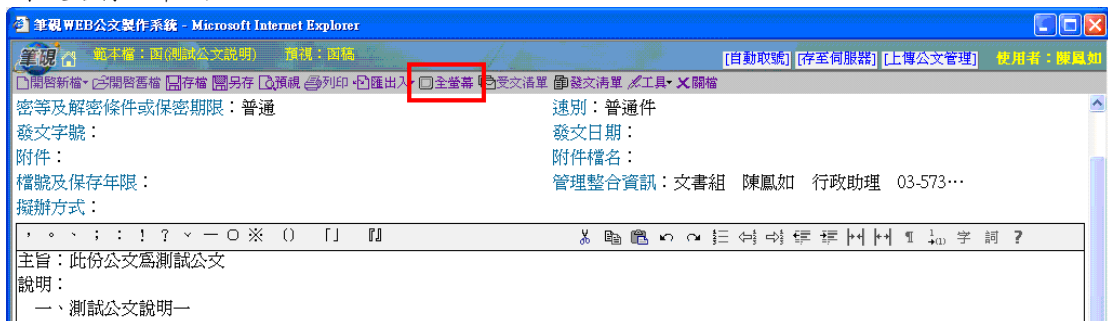 筆硯WEB公文製作系統 - Microsoft Internet Explorer
筆硯 範本檔：函(測試公文說明) 預視：函稿 [自動取號] [存至伺服器] [上傳公文管理] 使用者：陳鳳如
開啓新檔 開啓舊檔 存檔 另存 預視 列印 匯出入 全螢幕 受文清單 發文清單 工具 關檔
密等及解密條件或保密期限：普通 速別：普通件
發文字號： 發文日期：
附件： 附件檔名：
檔號及保存年限： 管理整合資訊：文書組 陳鳳如 行政助理 03-573…
擬辦方式：
， 。 、 ； ： ！ ？ ˇ — ○ ※ () 「」 『』 ¶ 字 詞 ?
主旨：此份公文爲測試公文
說明：
一、測試公文說明一